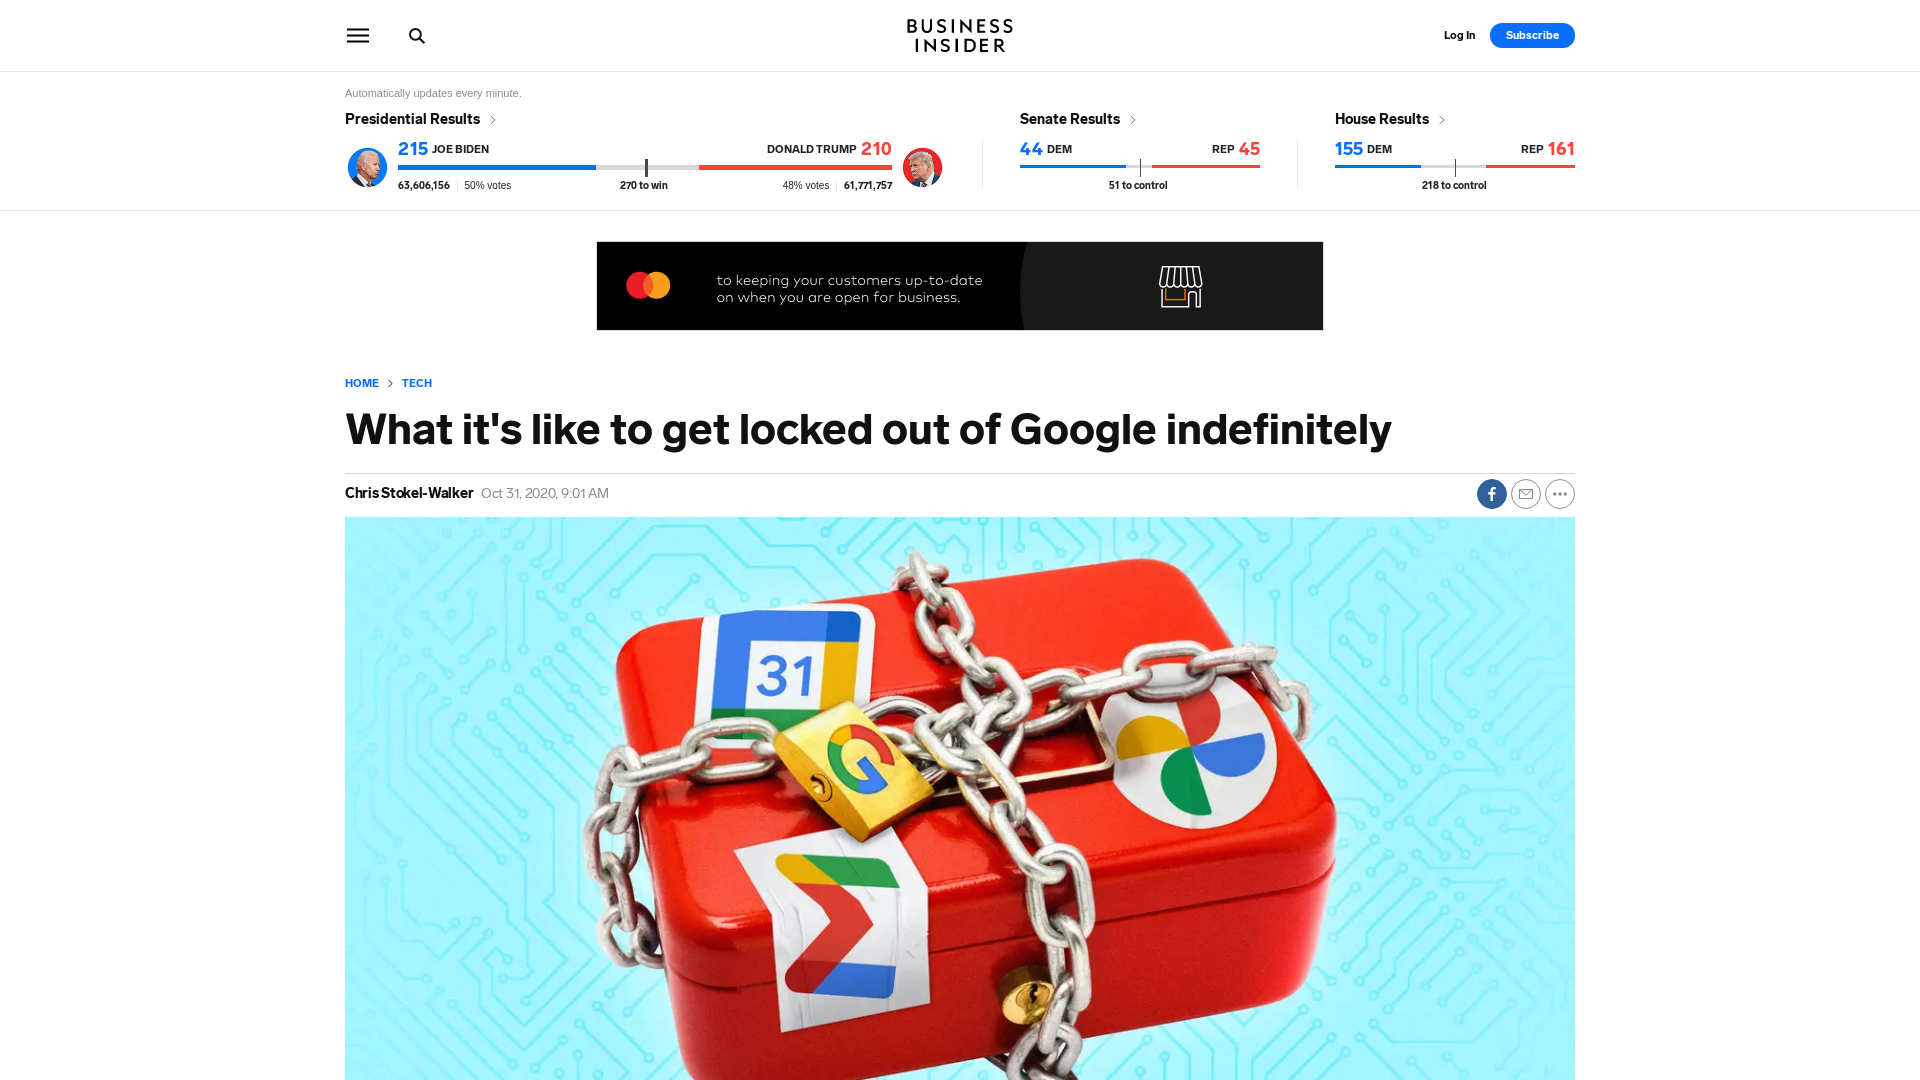 BUSINESS
INSIDER
Log In
Subscribe
Automatically updates every minute.
Presidential Results
215 JOE BIDEN
DONALD TRUMP 210
63,606,156 | 50% votes
270 to win
48% votes | 61,771,757
Senate Results
44 DEM
REP 45
51 to control
House Results
155 DEM
REP 161
218 to control
to keeping your customers up-to-date
on when you are open for business.
HOME > TECH
What it's like to get locked out of Google indefinitely
Chris Stokel-Walker Oct 31, 2020, 9:01 AM
31
G